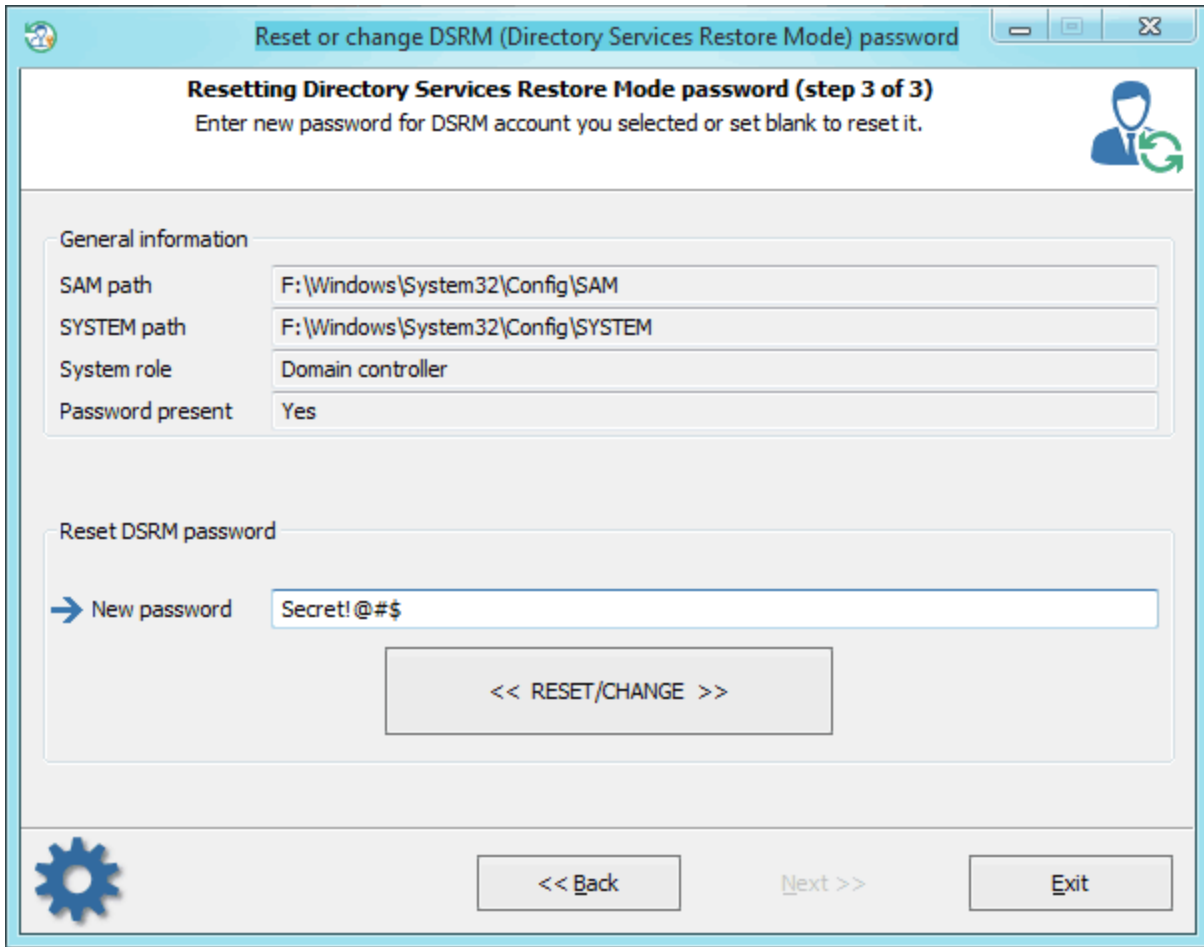 Reset or change DSRM (Directory Services Restore Mode) password
Resetting Directory Services Restore Mode password (step 3 of 3)
Enter new password for DSRM account you selected or set blank to reset it.
General information
SAM path F:\Windows\System32\Config\SAM
SYSTEM path F:\Windows\System32\Config\SYSTEM
System role Domain controller
Password present Yes
Reset DSRM password
New password Secret!@#$
<< RESET/CHANGE >>
<< Back Next >> Exit